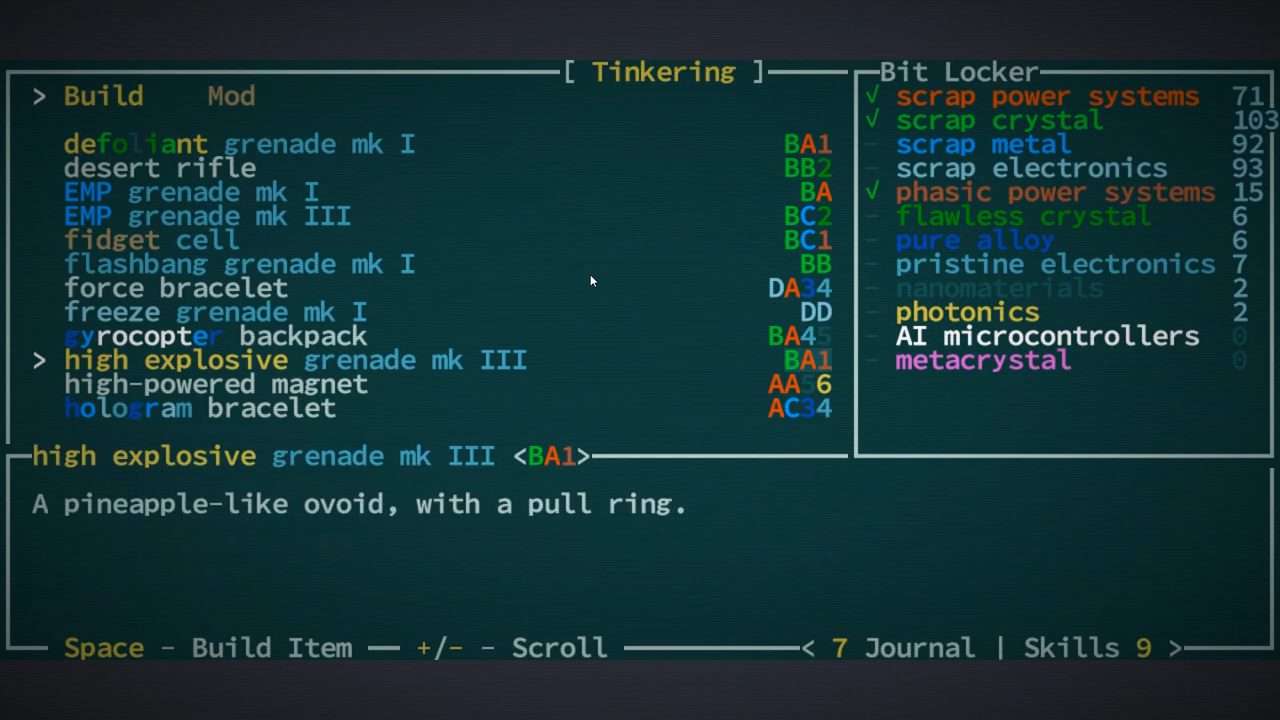 [ Tinkering ]
> Build Mod
defoliant grenade mk I BA1
desert rifle BB2
EMP grenade mk I BA
EMP grenade mk III BC2
fidget cell BC1
flashbang grenade mk I BB
force bracelet DA34
freeze grenade mk I DD
gyrocopter backpack BA45
> high explosive grenade mk III BA1
high-powered magnet AA56
hologram bracelet AC34
Bit Locker
√ scrap power systems 71
√ scrap crystal 103
- scrap metal 92
- scrap electronics 93
√ phasic power systems 15
- flawless crystal 6
- pure alloy 6
- pristine electronics 7
- nanomaterials 2
- photonics 2
- AI microcontrollers 0
- metacrystal 0
high explosive grenade mk III <BA1>
A pineapple-like ovoid, with a pull ring.
Space - Build Item +/- - Scroll < 7 Journal | Skills 9 >